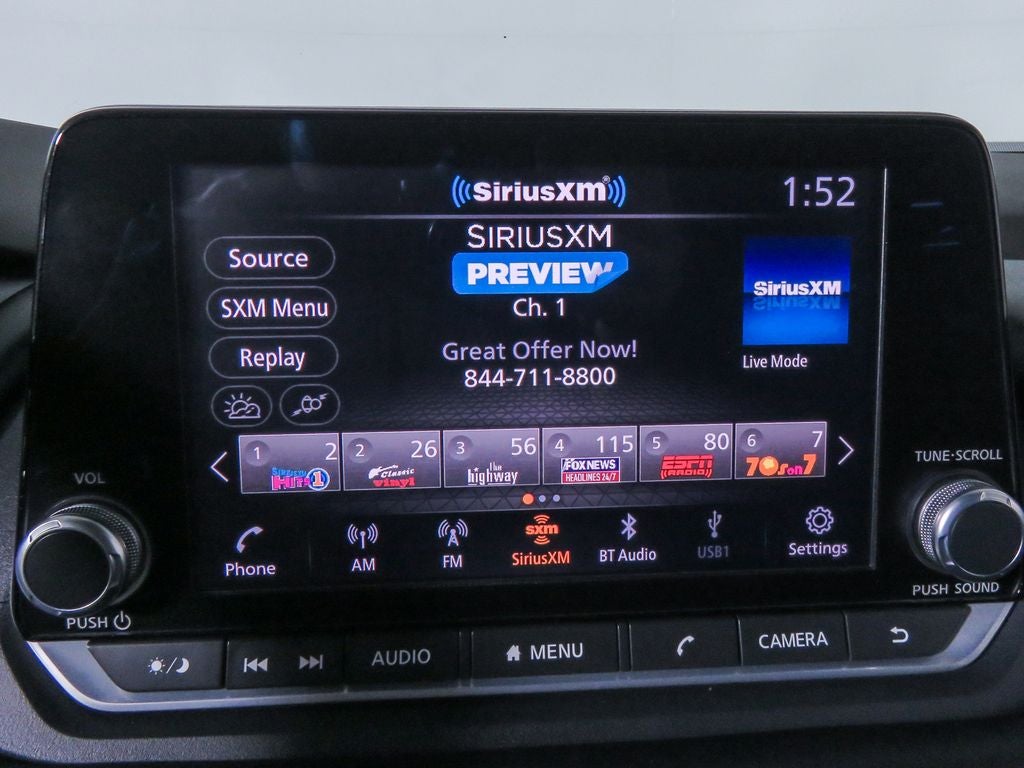 SiriusXM®
1:52
SIRIUSXM
PREVIEW
Ch. 1
Great Offer Now!
844-711-8800
Source
SXM Menu
Replay
SiriusXM
Live Mode
1 2
SiriusXM
HITS 1
2 26
Classic
vinyl
3 56
the
highway
4 115
FOX NEWS
HEADLINES 24/7
5 80
ESPN
RADIO
6 7
70s on 7
VOL
PUSH
TUNE·SCROLL
PUSH SOUND
Phone
AM
FM
sxm
SiriusXM
BT Audio
USB1
Settings
AUDIO
MENU
CAMERA